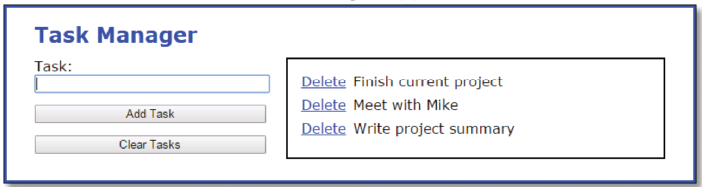 Task Manager
Task:
Add Task
Clear Tasks
Delete Finish current project
Delete Meet with Mike
Delete Write project summary